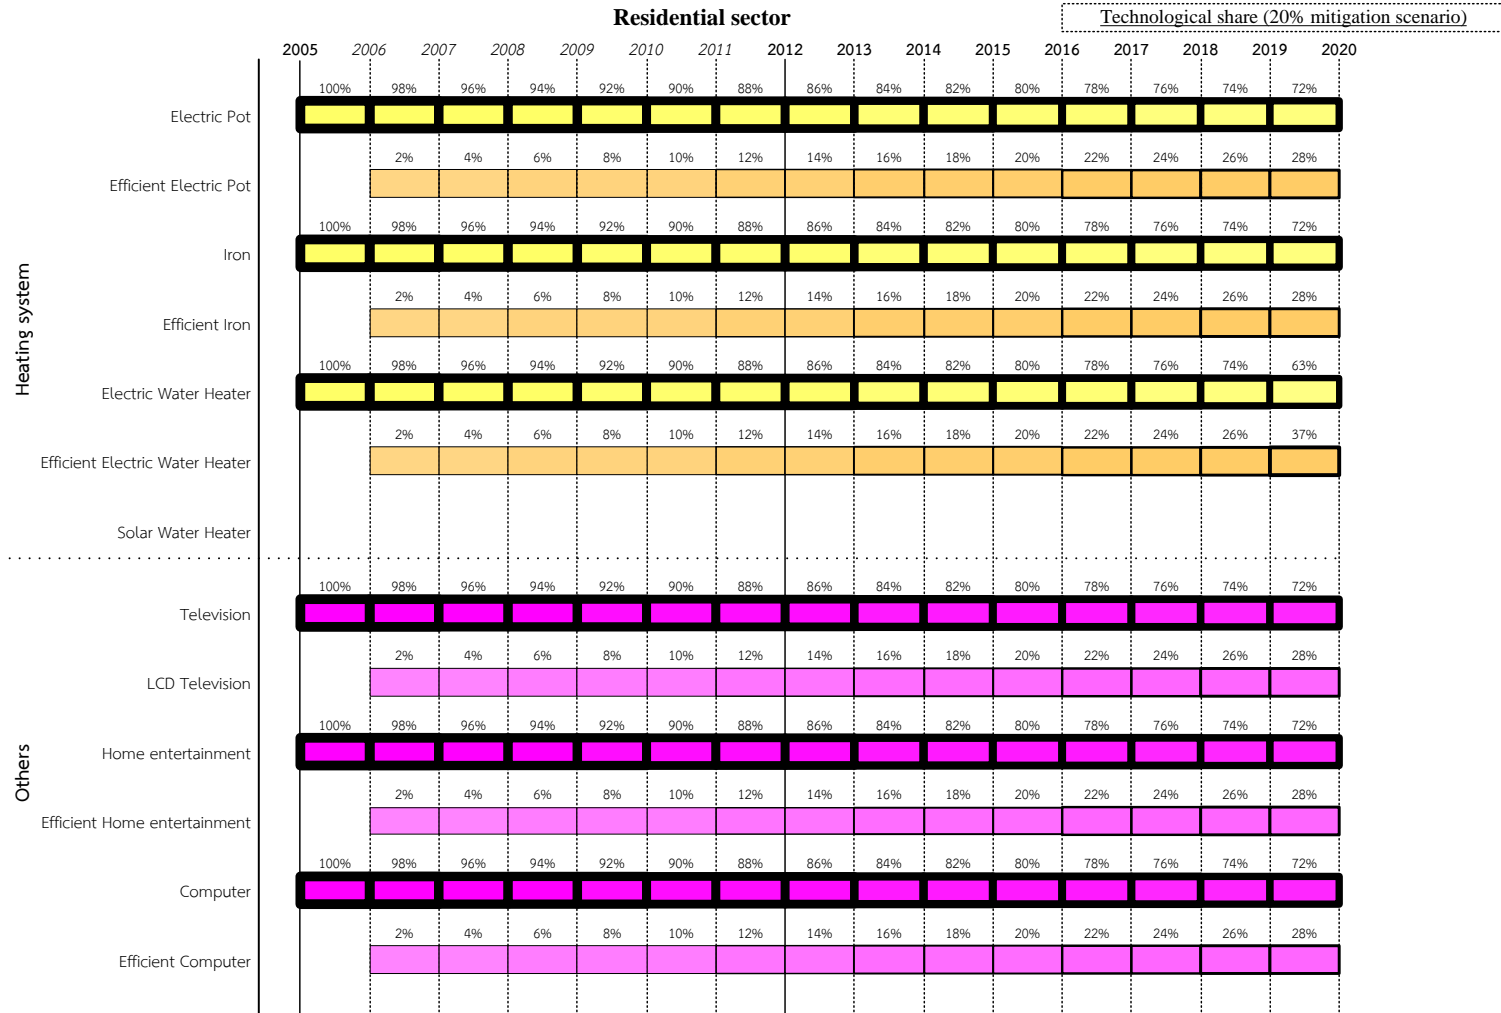 Residential sector
Technological share (20% mitigation scenario)
2005 2006 2007 2008 2009 2010 2011 2012 2013 2014 2015 2016 2017 2018 2019 2020
Heating system
100% 98% 96% 94% 92% 90% 88% 86% 84% 82% 80% 78% 76% 74% 72%
Electric Pot
2% 4% 6% 8% 10% 12% 14% 16% 18% 20% 22% 24% 26% 28%
Efficient Electric Pot
100% 98% 96% 94% 92% 90% 88% 86% 84% 82% 80% 78% 76% 74% 72%
Iron
2% 4% 6% 8% 10% 12% 14% 16% 18% 20% 22% 24% 26% 28%
Efficient Iron
100% 98% 96% 94% 92% 90% 88% 86% 84% 82% 80% 78% 76% 74% 63%
Electric Water Heater
2% 4% 6% 8% 10% 12% 14% 16% 18% 20% 22% 24% 26% 37%
Efficient Electric Water Heater
Solar Water Heater
Others
100% 98% 96% 94% 92% 90% 88% 86% 84% 82% 80% 78% 76% 74% 72%
Television
2% 4% 6% 8% 10% 12% 14% 16% 18% 20% 22% 24% 26% 28%
LCD Television
100% 98% 96% 94% 92% 90% 88% 86% 84% 82% 80% 78% 76% 74% 72%
Home entertainment
2% 4% 6% 8% 10% 12% 14% 16% 18% 20% 22% 24% 26% 28%
Efficient Home entertainment
100% 98% 96% 94% 92% 90% 88% 86% 84% 82% 80% 78% 76% 74% 72%
Computer
2% 4% 6% 8% 10% 12% 14% 16% 18% 20% 22% 24% 26% 28%
Efficient Computer